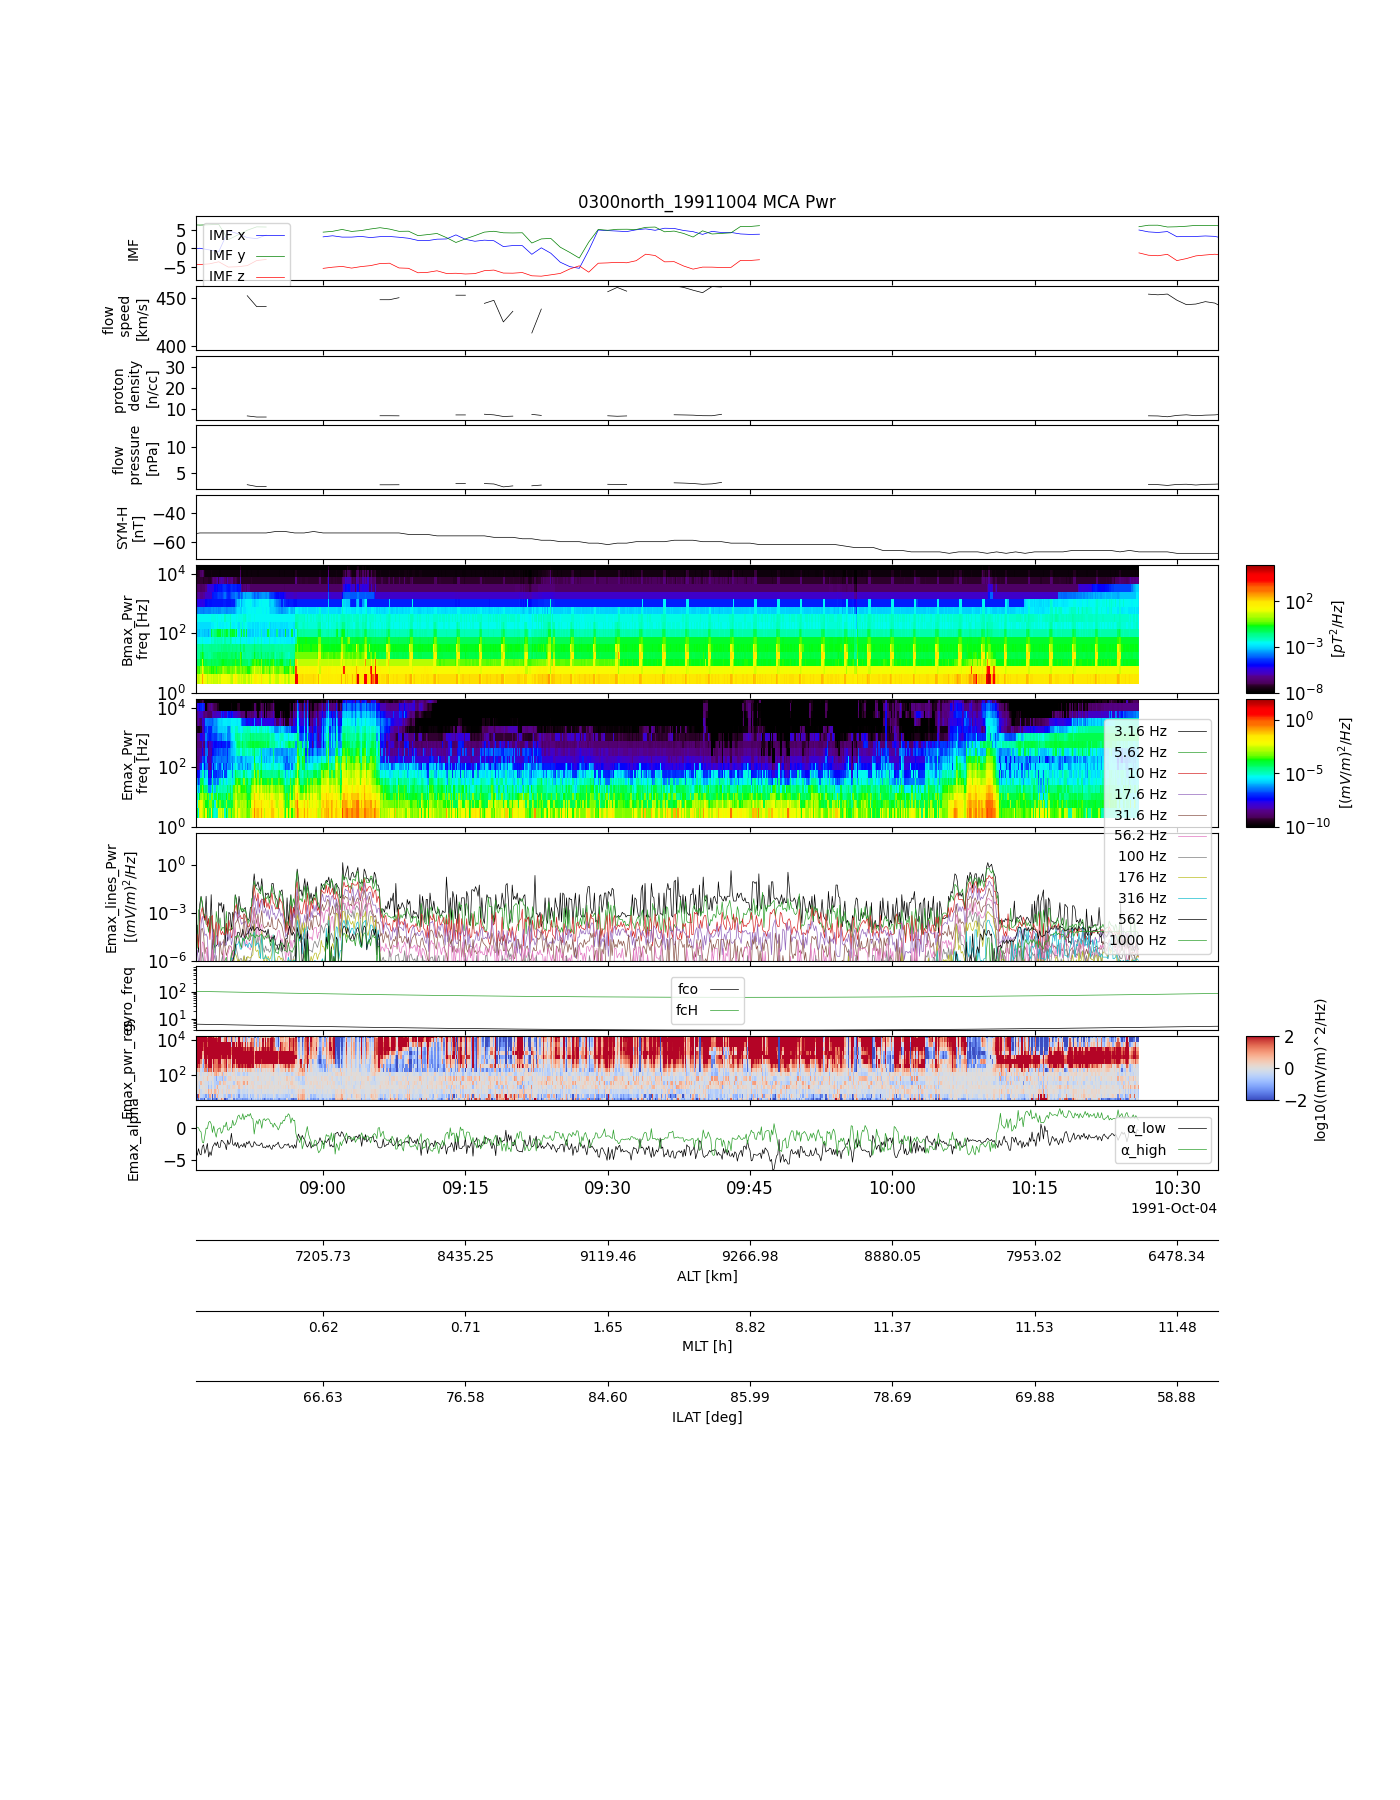 0300north_19911004 MCA Pwr
IMF
5
0
−5
IMF x
IMF y
IMF z
flow
speed
[km/s]
450
400
proton
density
[n/cc]
30
20
10
flow
pressure
[nPa]
10
5
SYM-H
[nT]
−40
−60
Bmax_Pwr
freq [Hz]
10^4
10^2
10^0
10^2
10^-3
10^-8
[pT^2/Hz]
Emax_Pwr
freq [Hz]
10^4
10^2
10^0
10^0
10^-5
10^-10
[(mV/m)^2/Hz]
3.16 Hz
5.62 Hz
10 Hz
17.6 Hz
31.6 Hz
56.2 Hz
100 Hz
176 Hz
316 Hz
562 Hz
1000 Hz
Emax_lines_Pwr
[(mV/m)^2/Hz]
10^0
10^-3
10^-6
gyro_freq
10^2
10^1
fco
fcH
10^4
10^2
2
0
−2
log10((mV/m)^2/Hz)
Emax_alpha
0
−5
α_low
α_high
09:00 09:15 09:30 09:45 10:00 10:15 10:30
1991-Oct-04
7205.73 8435.25 9119.46 9266.98 8880.05 7953.02 6478.34
ALT [km]
0.62 0.71 1.65 8.82 11.37 11.53 11.48
MLT [h]
66.63 76.58 84.60 85.99 78.69 69.88 58.88
ILAT [deg]